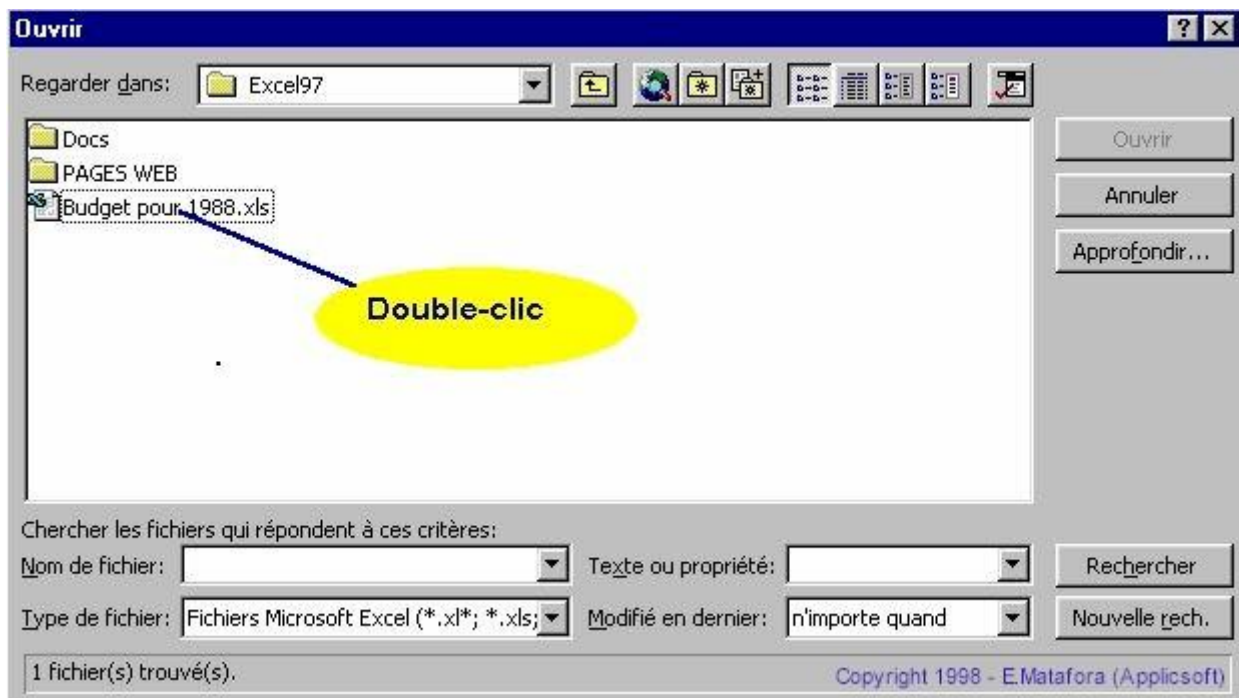 Ouvrir
Regarder dans: Excel97
Docs
PAGES WEB
Budget pour 1988.xls
Double-clic
Ouvrir
Annuler
Approfondir...
Chercher les fichiers qui répondent à ces critères:
Nom de fichier: Texte ou propriété: Rechercher
Type de fichier: Fichiers Microsoft Excel (*.xl*; *.xls; Modifié en dernier: n'importe quand Nouvelle rech.
1 fichier(s) trouvé(s). Copyright 1998 - E.Matafora (Applicsoft)